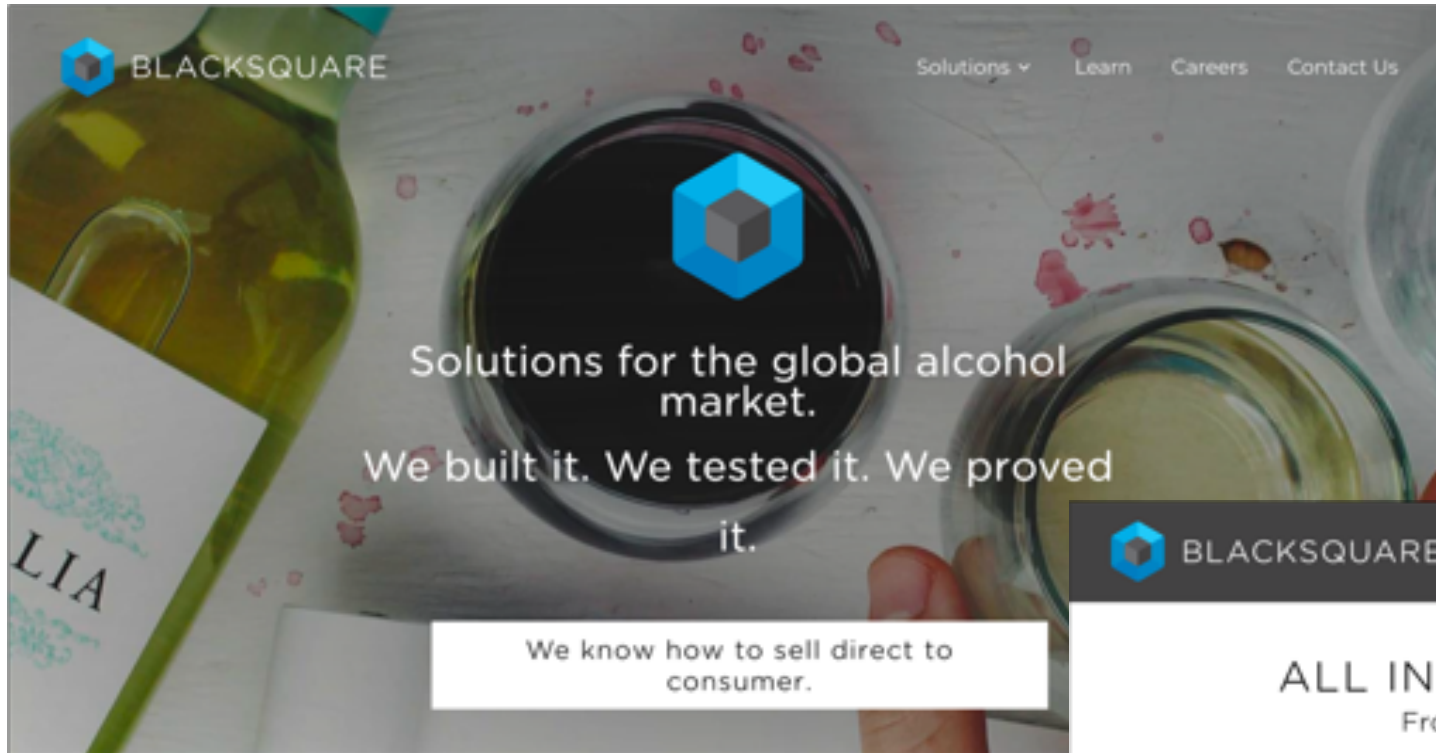 BLACKSQUARE
Solutions Learn Careers Contact Us
Solutions for the global alcohol
market.
We built it. We tested it. We proved
it.
LIA
We know how to sell direct to
consumer.
BLACKSQUARE
ALL IN
Fro